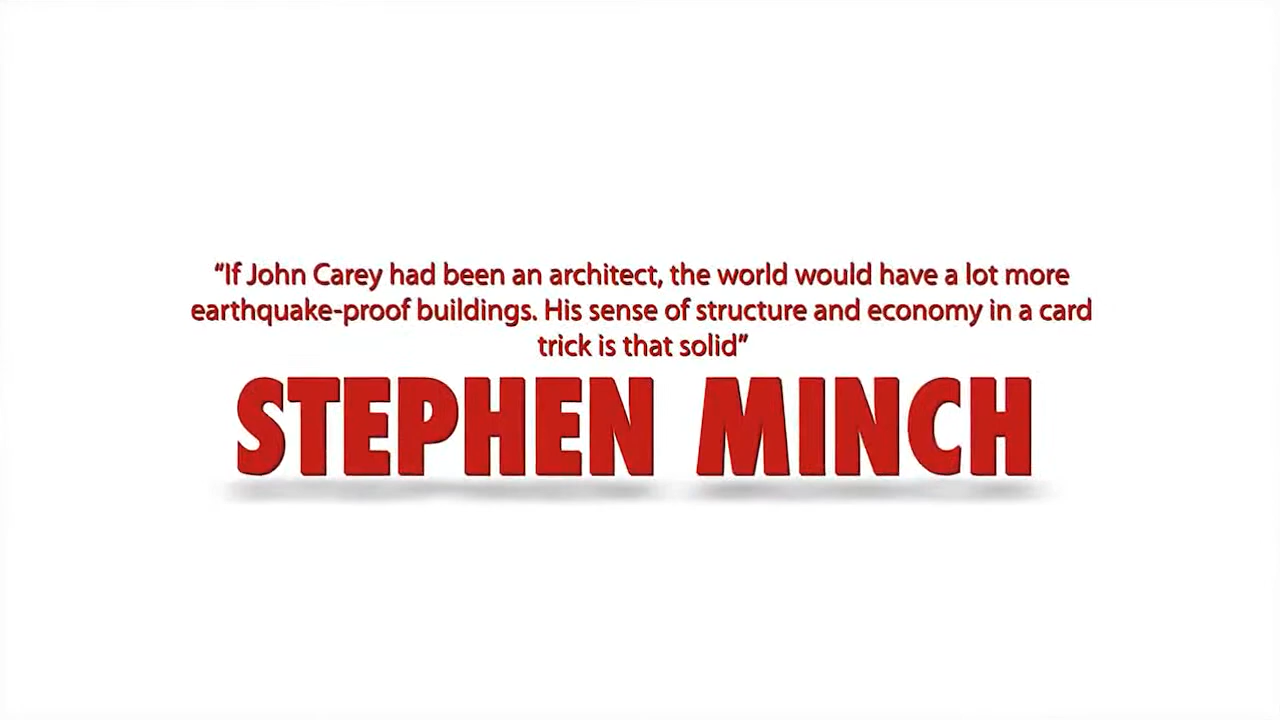 “If John Carey had been an architect, the world would have a lot more
earthquake-proof buildings. His sense of structure and economy in a card
trick is that solid”
STEPHEN MINCH